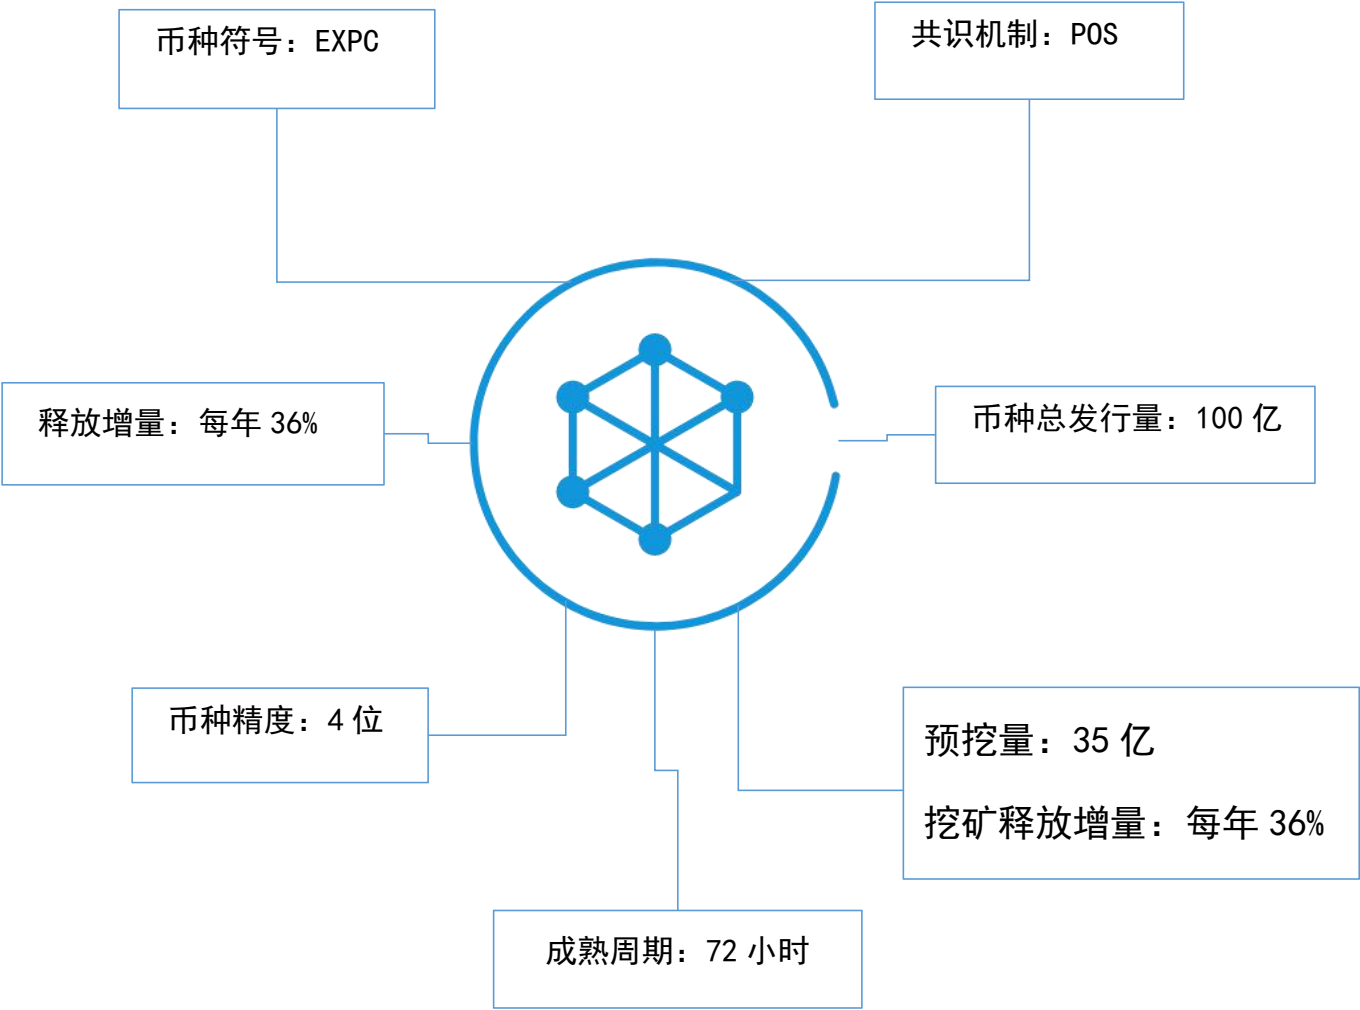 币种符号：EXPC
共识机制：POS
释放增量：每年 36%
币种总发行量：100 亿
币种精度：4 位
预挖量：35 亿
挖矿释放增量：每年 36%
成熟周期：72 小时